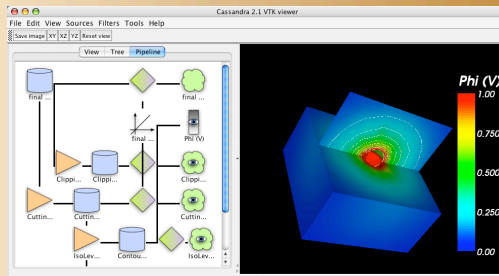 Cassandra 2.1 VTK viewer
File Edit View Sources Filters Tools Help
Save image XY XZ YZ Reset view
View Tree Pipeline
final ...
final ...
final ...
Phi (V)
Clippi...
Clippi...
Clippi...
Cuttin...
Cuttin...
Cuttin...
IsoLev...
Contou...
IsoLev...
Phi (V)
1.00
0.750
0.500
0.250
0.00